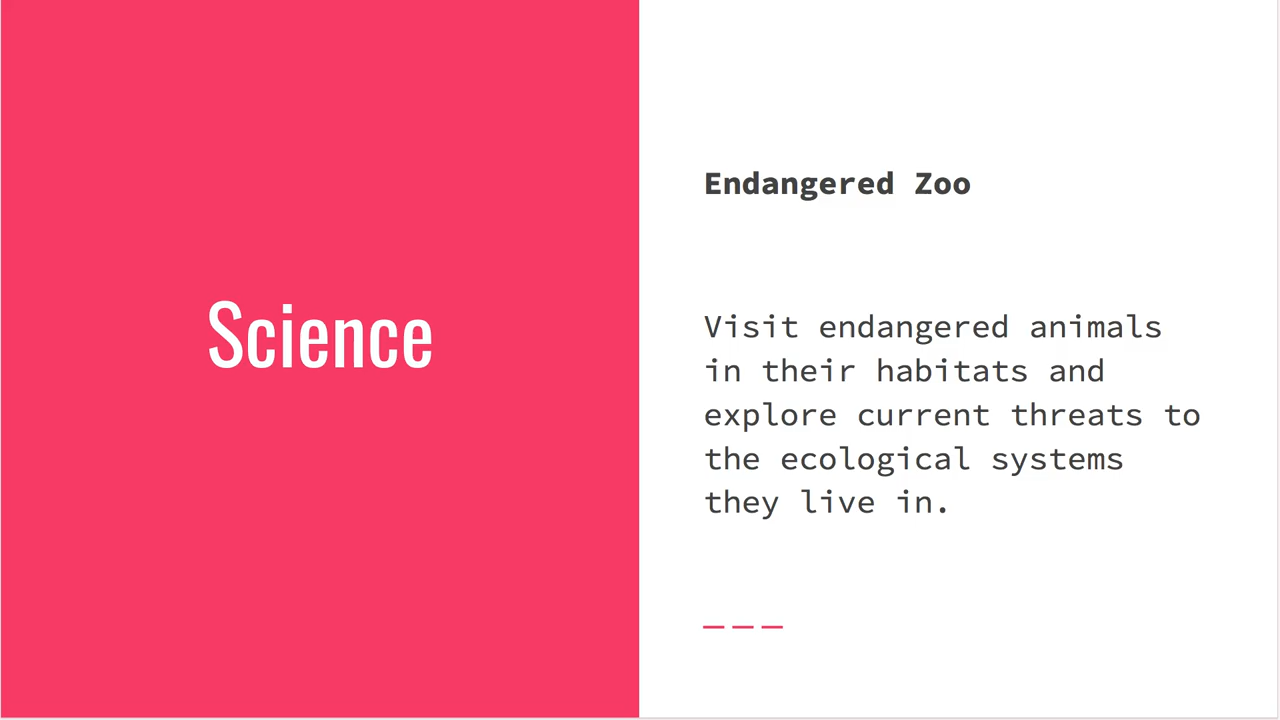 Science
Endangered Zoo
Visit endangered animals
in their habitats and
explore current threats to
the ecological systems
they live in.